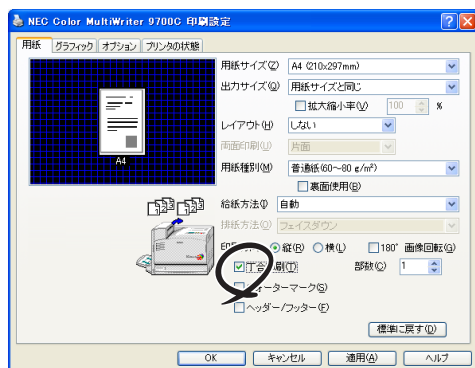 NEC Color MultiWriter 9700C 印刷設定
用紙 グラフィック オプション プリンタの状態
用紙サイズ(Z) A4 (210x297mm)
出力サイズ(Q) 用紙サイズと同じ
拡大縮小率(V) 100 %
レイアウト(H) しない
両面印刷(U) 片面
A4
用紙種別(M) 普通紙(60~80 g/m²)
裏面使用(B)
給紙方法(I) 自動
排紙方法(O) フェイスダウン
縦(R) 横(L) 180° 画像回転(G)
丁合印刷(T) 部数(C) 1
ォーターマーク(S)
ヘッダー/フッター(F)
標準に戻す(D)
OK キャンセル 適用(A) ヘルプ